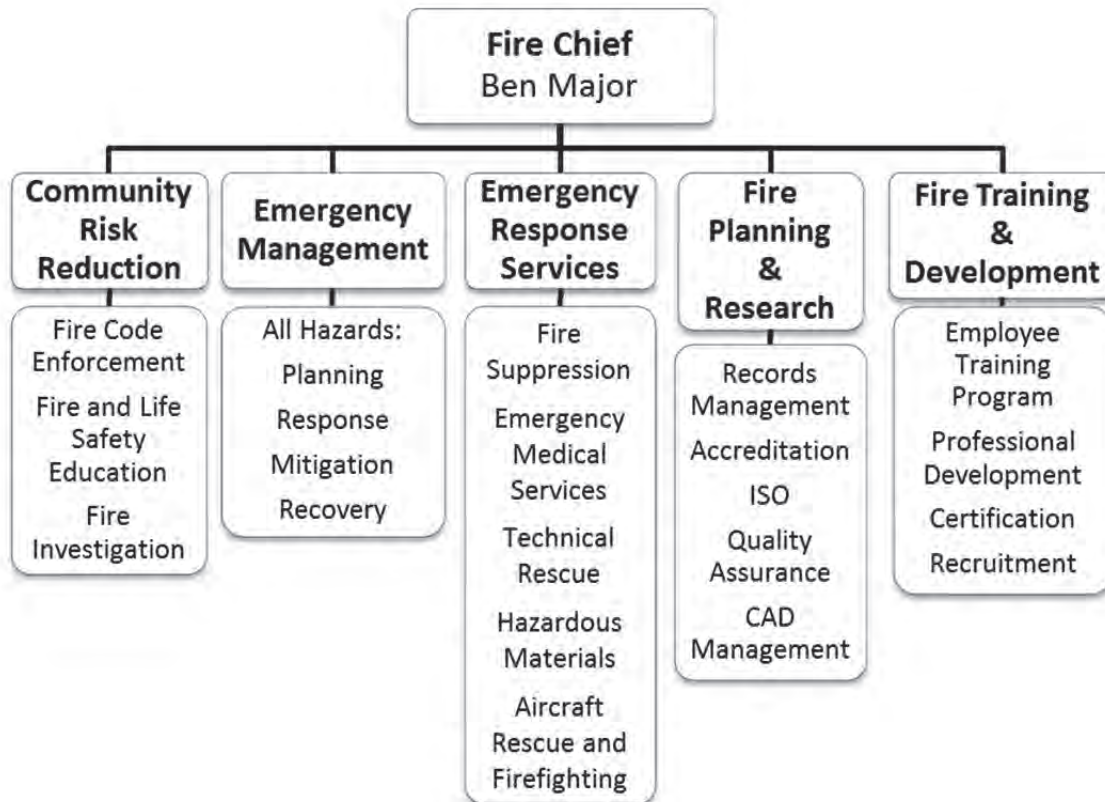 Fire Chief
Ben Major
Community
Risk
Reduction
Fire Code
Enforcement
Fire and Life
Safety
Education
Fire
Investigation
Emergency
Management
All Hazards:
Planning
Response
Mitigation
Recovery
Emergency
Response
Services
Fire
Suppression
Emergency
Medical
Services
Technical
Rescue
Hazardous
Materials
Aircraft
Rescue and
Firefighting
Fire
Planning
&
Research
Records
Management
Accreditation
ISO
Quality
Assurance
CAD
Management
Fire Training
&
Development
Employee
Training
Program
Professional
Development
Certification
Recruitment